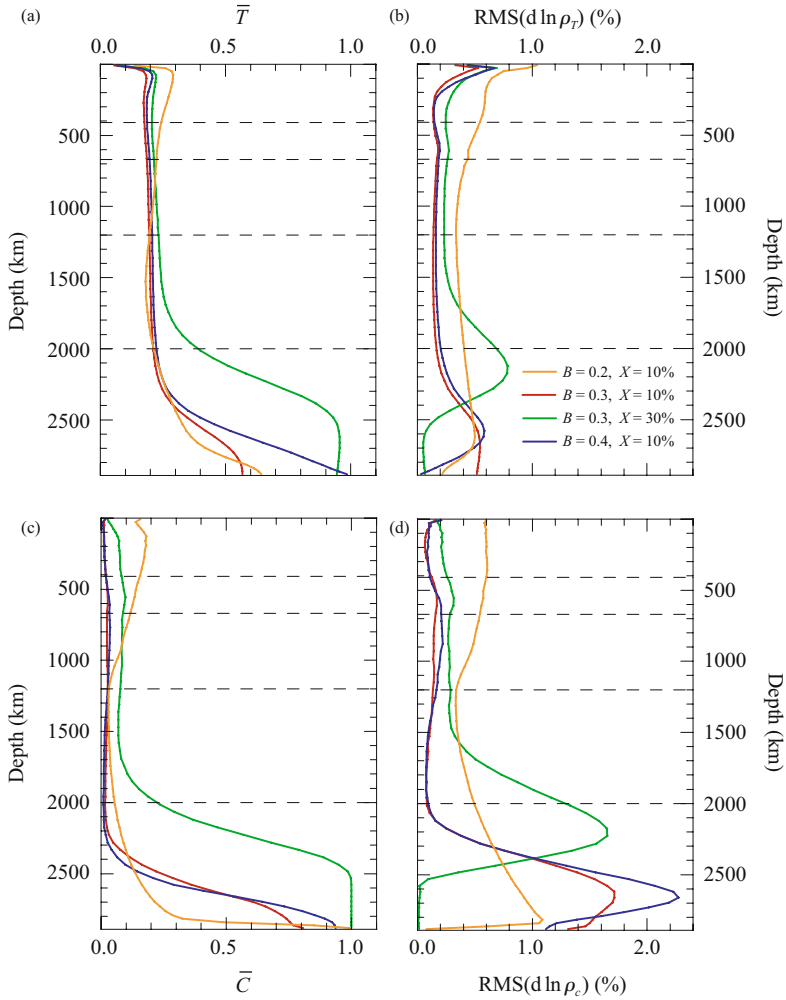 (a)
T̅
(b)
RMS(d ln ρ_T) (%)
0.0 0.5 1.0
0.0 1.0 2.0
500
1000
1500
2000
2500
Depth (km)
500
1000
1500
2000
2500
Depth (km)
B = 0.2, X = 10%
B = 0.3, X = 10%
B = 0.3, X = 30%
B = 0.4, X = 10%
(c)
(d)
500
1000
1500
2000
2500
Depth (km)
500
1000
1500
2000
2500
Depth (km)
0.0 0.5 1.0
0.0 1.0 2.0
C̅
RMS(d ln ρ_c) (%)